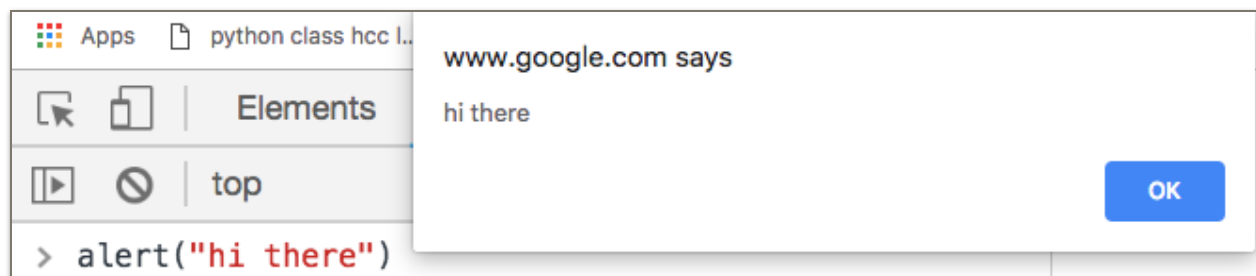 Apps python class hcc l..
www.google.com says
hi there
OK
Elements
top
> alert("hi there")